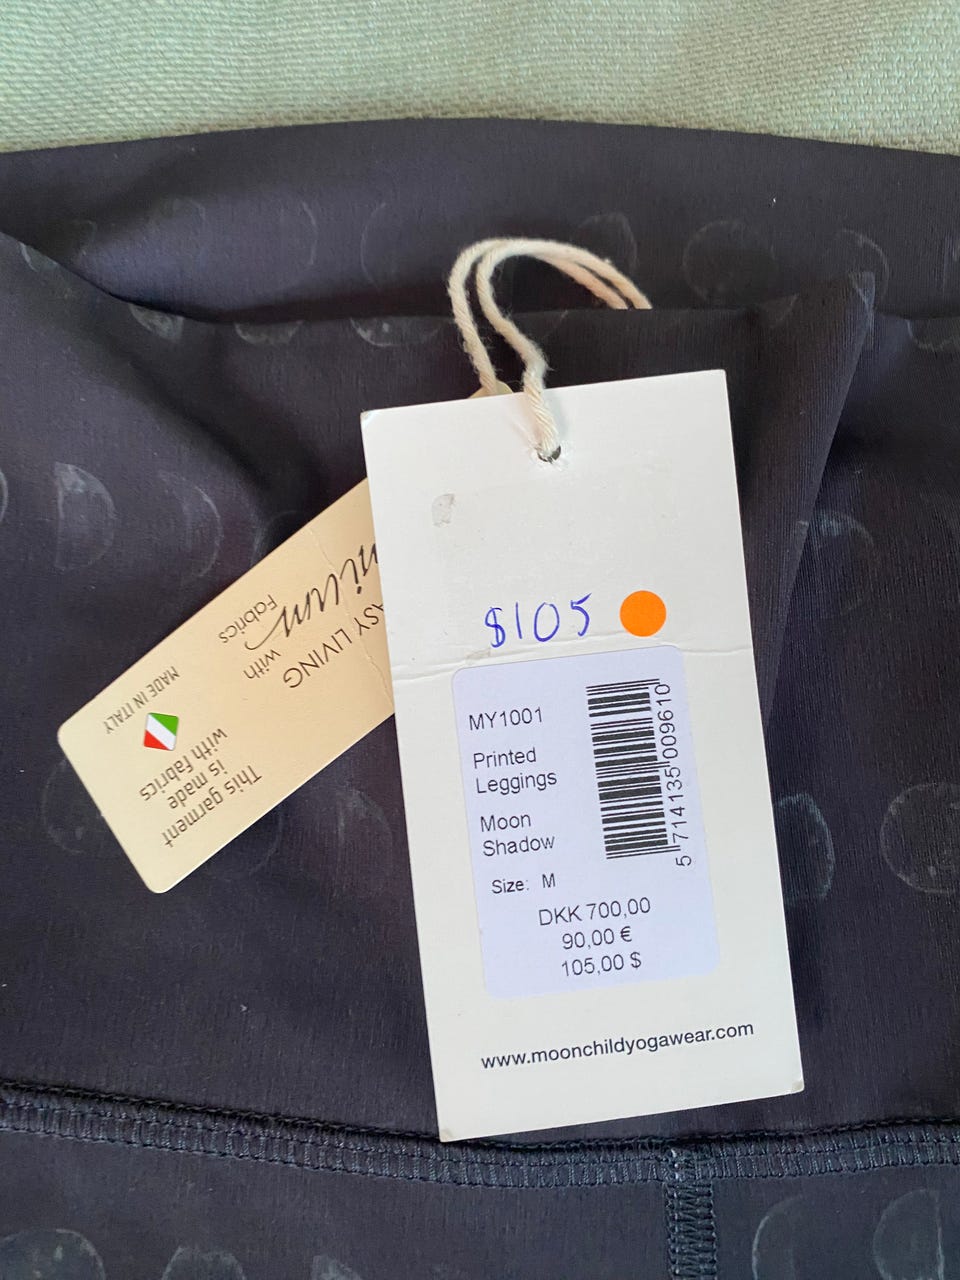 $105
MY1001
Printed
Leggings
Moon
Shadow
Size: M
DKK 700,00
90,00 €
105,00 $
5 714135 009610
www.moonchildyogawear.com
LIVING
with
Fabrics
MADE IN ITALY
This garment
is made
with fabrics